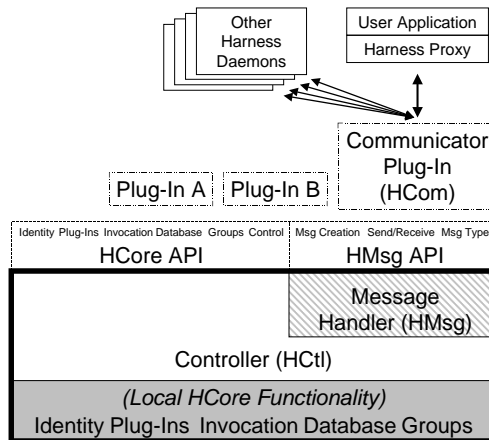 Other
Harness
Daemons
User Application
Harness Proxy
Communicator
Plug-In
(HCom)
Plug-In A
Plug-In B
Identity Plug-Ins Invocation Database Groups Control
Msg Creation Send/Receive Msg Type
HCore API
HMsg API
Message
Handler (HMsg)
Controller (HCtl)
(Local HCore Functionality)
Identity Plug-Ins Invocation Database Groups